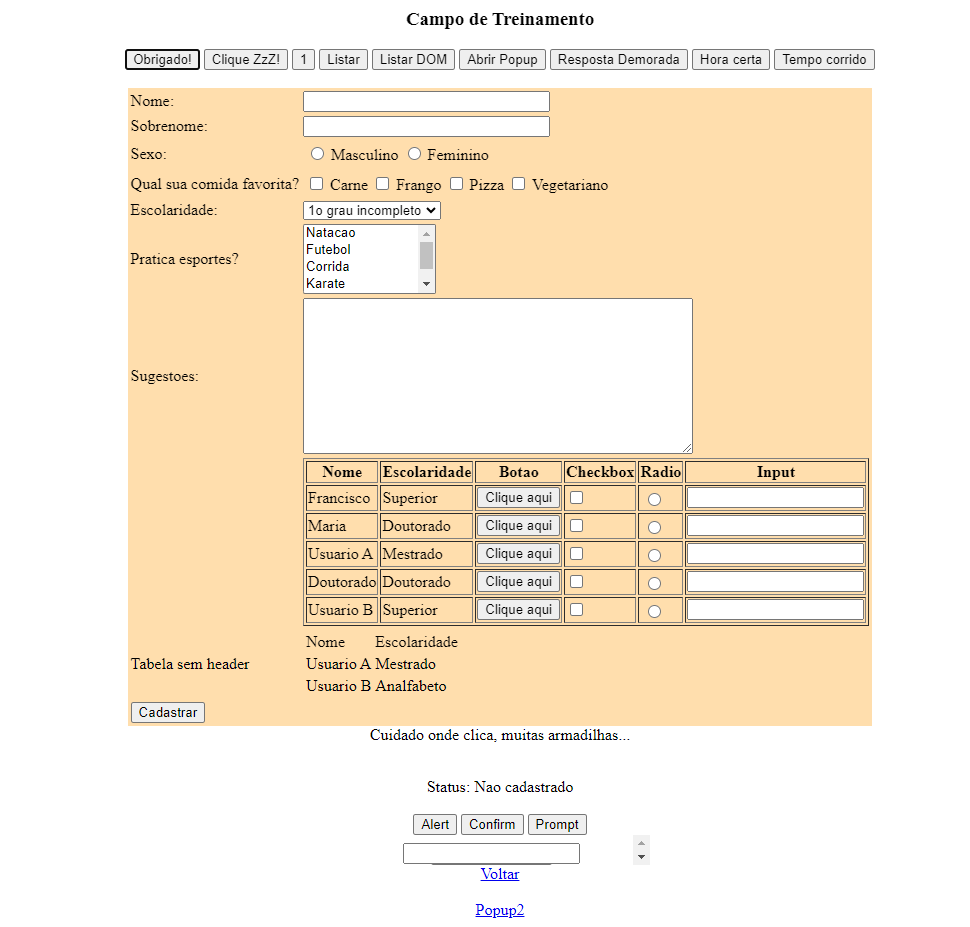 Campo de Treinamento
Obrigado! Clique ZzZ! 1 Listar Listar DOM Abrir Popup Resposta Demorada Hora certa Tempo corrido
Nome:
Sobrenome:
Sexo: Masculino Feminino
Qual sua comida favorita? Carne Frango Pizza Vegetariano
Escolaridade: 1o grau incompleto
Pratica esportes?
Natacao
Futebol
Corrida
Karate
Sugestoes:
Nome Escolaridade Botao Checkbox Radio Input
Francisco Superior Clique aqui
Maria Doutorado Clique aqui
Usuario A Mestrado Clique aqui
Doutorado Doutorado Clique aqui
Usuario B Superior Clique aqui
Tabela sem header
Nome Escolaridade
Usuario A Mestrado
Usuario B Analfabeto
Cadastrar
Cuidado onde clica, muitas armadilhas...
Status: Nao cadastrado
Alert Confirm Prompt
Voltar
Popup2